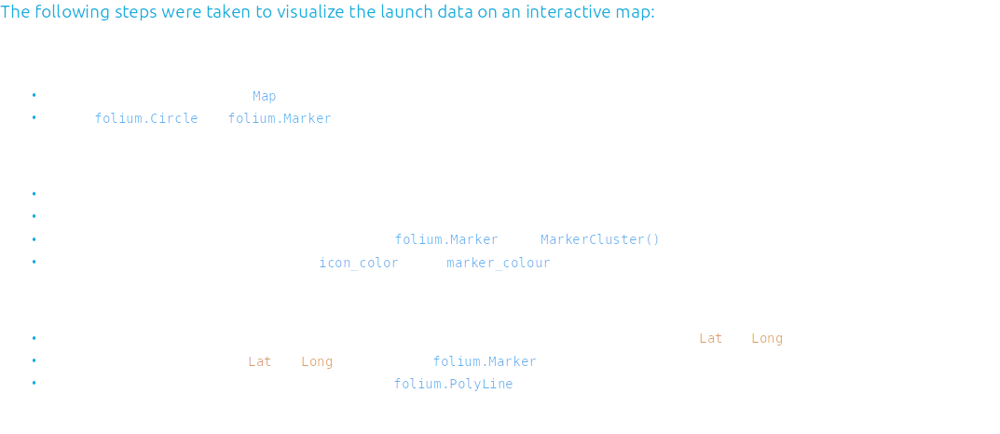 The following steps were taken to visualize the launch data on an interactive map:
• Map
• folium.Circle folium.Marker
•
•
• folium.Marker MarkerCluster()
• icon_color marker_colour
• Lat Long
• Lat Long folium.Marker
• folium.PolyLine